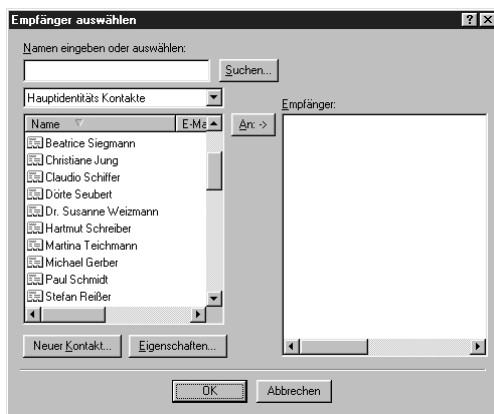 Empfänger auswählen
Namen eingeben oder auswählen:
Suchen...
Hauptidentitäts Kontakte
Name E-Ma
An: ->
Empfänger:
Beatrice Siegmann
Christiane Jung
Claudio Schiffer
Dörte Seubert
Dr. Susanne Weizmann
Hartmut Schreiber
Martina Teichmann
Michael Gerber
Paul Schmidt
Stefan Reißer
Neuer Kontakt...
Eigenschaften...
OK
Abbrechen